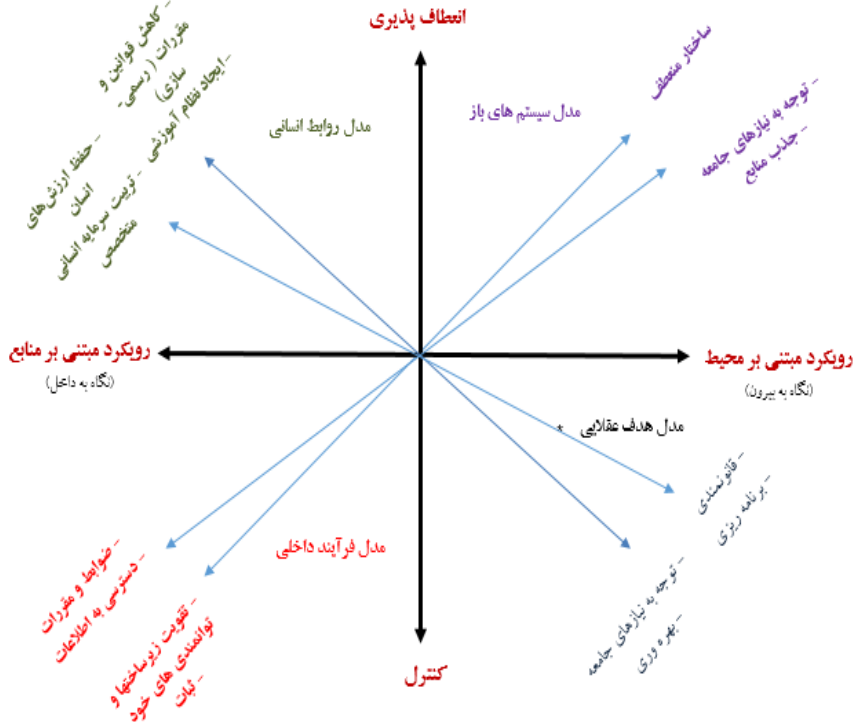 انعطاف پذیری
- کاهش قوانین و
مقررات ( رسمی-
سازی)
-ایجاد نظام آموزشی
- حفظ ارزش‌های
انسان
- تربیت سرمایه انسانی
متخصص
مدل روابط انسانی
مدل سیستم های باز
ساختار منعطف
- توجه به نیازهای جامعه
- جذب منابع
رویکرد مبتنی بر منابع
(نگاه به داخل)
رویکرد مبتنی بر محیط
(نگاه به بیرون)
مدل هدف عقلایی *
- قانونمندی
- برنامه ریزی
- توجه به نیازهای جامعه
- بهره وری
مدل فرآیند داخلی
- ضوابط و مقررات
- دسترسی به اطلاعات
- تقویت زیرساختها و
توانمندی های خود
- ثبات
کنترل